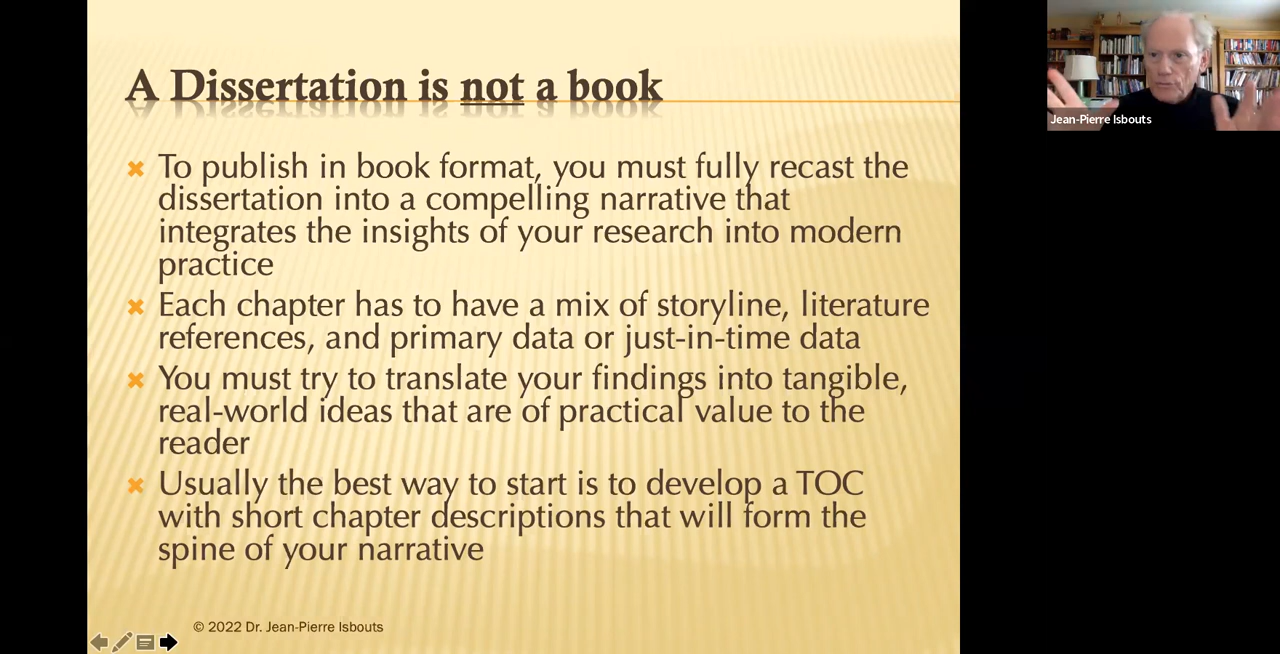 A Dissertation is not a book
To publish in book format, you must fully recast the
dissertation into a compelling narrative that
integrates the insights of your research into modern
practice
Each chapter has to have a mix of storyline, literature
references, and primary data or just-in-time data
You must try to translate your findings into tangible,
real-world ideas that are of practical value to the
reader
Usually the best way to start is to develop a TOC
with short chapter descriptions that will form the
spine of your narrative
© 2022 Dr. Jean-Pierre Isbouts
Jean-Pierre Isbouts